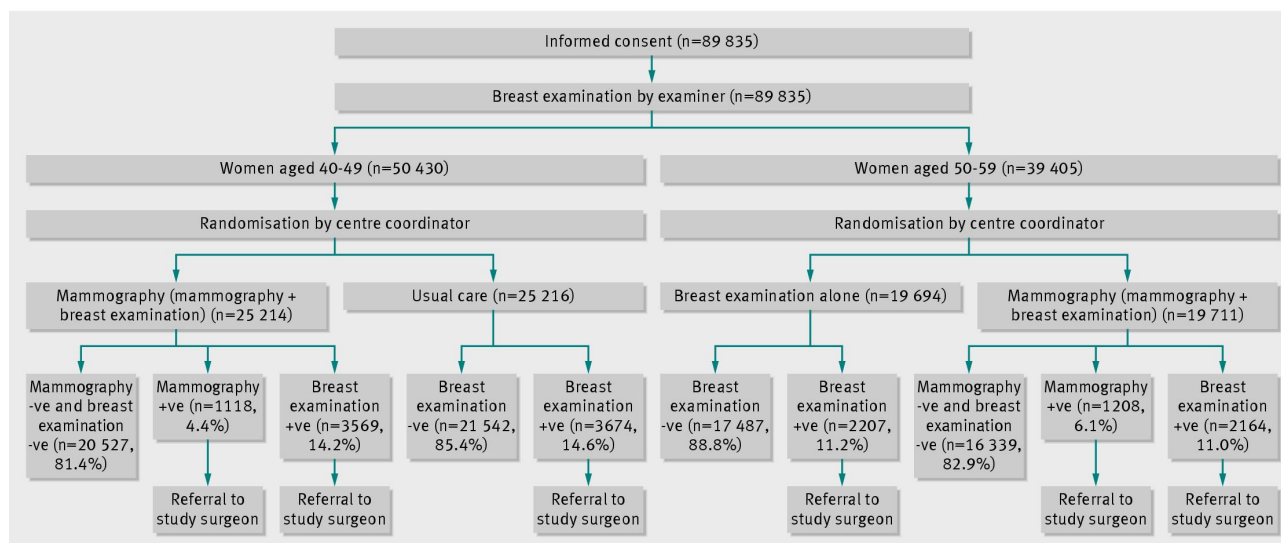 Informed consent (n=89 835)
Breast examination by examiner (n=89 835)
Women aged 40-49 (n=50 430)
Women aged 50-59 (n=39 405)
Randomisation by centre coordinator
Randomisation by centre coordinator
Mammography (mammography +
breast examination) (n=25 214)
Usual care (n=25 216)
Breast examination alone (n=19 694)
Mammography (mammography +
breast examination) (n=19 711)
Mammography
-ve and breast
examination
-ve (n=20 527,
81.4%)
Mammography
+ve (n=1118,
4.4%)
Breast
examination
+ve (n=3569,
14.2%)
Breast
examination
-ve (n=21 542,
85.4%)
Breast
examination
+ve (n=3674,
14.6%)
Breast
examination
-ve (n=17 487,
88.8%)
Breast
examination
+ve (n=2207,
11.2%)
Mammography
-ve and breast
examination
-ve (n=16 339,
82.9%)
Mammography
+ve (n=1208,
6.1%)
Breast
examination
+ve (n=2164,
11.0%)
Referral to
study surgeon
Referral to
study surgeon
Referral to
study surgeon
Referral to
study surgeon
Referral to
study surgeon
Referral to
study surgeon